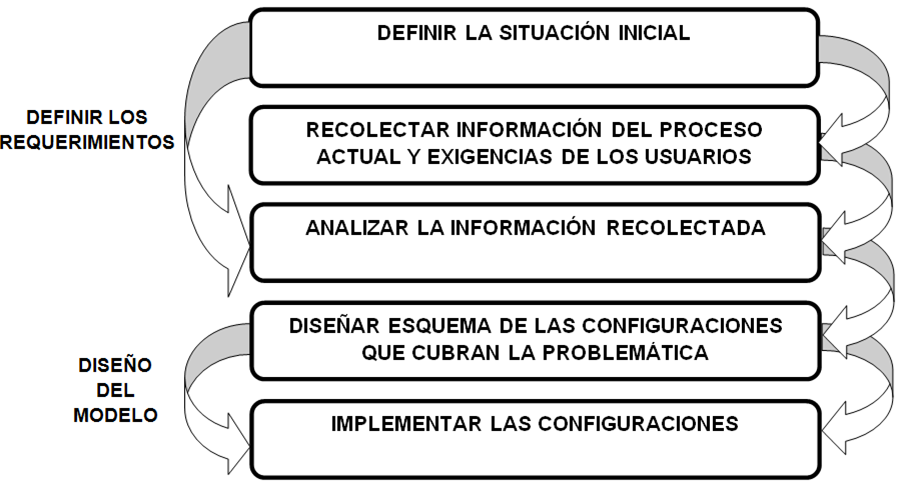 DEFINIR LA SITUACIÓN INICIAL
DEFINIR LOS
REQUERIMIENTOS
RECOLECTAR INFORMACIÓN DEL PROCESO
ACTUAL Y EXIGENCIAS DE LOS USUARIOS
ANALIZAR LA INFORMACIÓN RECOLECTADA
DISEÑAR ESQUEMA DE LAS CONFIGURACIONES
QUE CUBRAN LA PROBLEMÁTICA
DISEÑO
DEL
MODELO
IMPLEMENTAR LAS CONFIGURACIONES